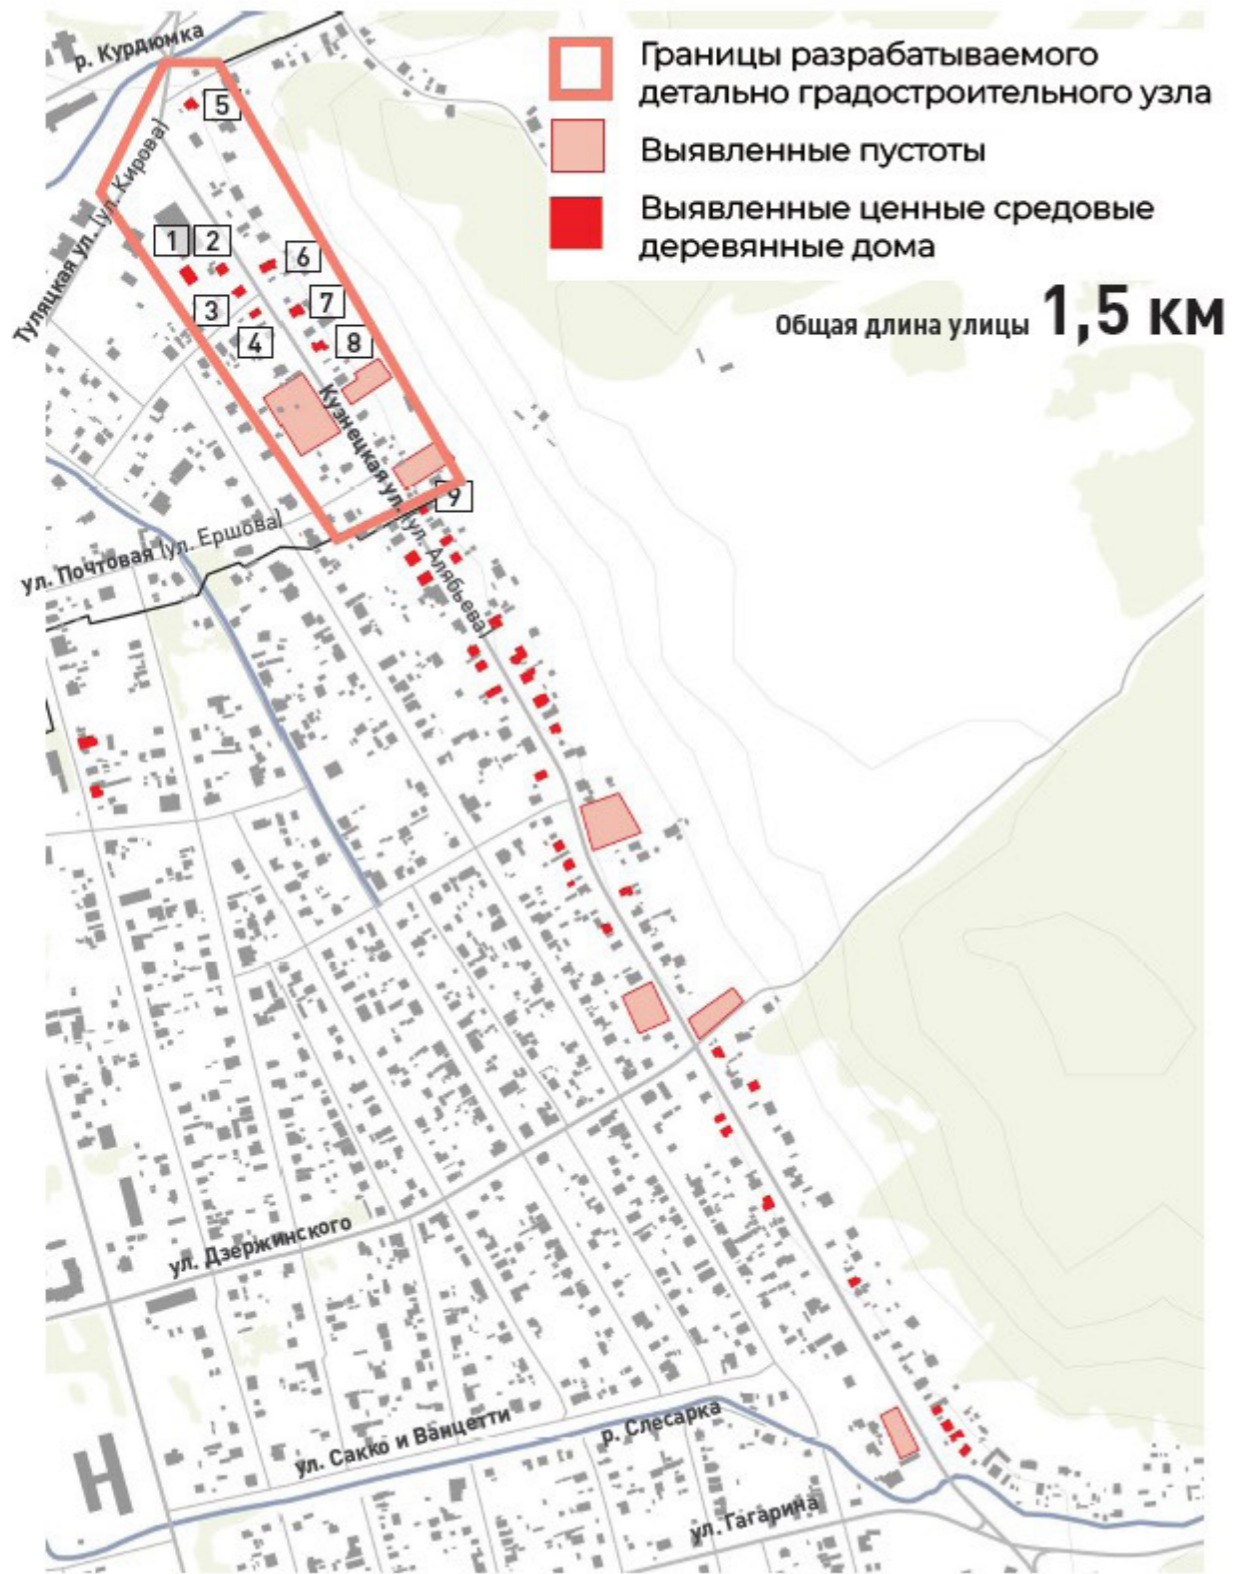 р. Курдюмка
Границы разрабатываемого
детально градостроительного узла
Выявленные пустоты
Выявленные ценные средовые
деревянные дома
Общая длина улицы 1,5 км
Туляцкая ул. (ул. Кирова)
5
1
2
6
3
7
4
8
Кузнецкая ул. (ул. Алябьева)
9
ул. Почтовая (ул. Ершова)
ул. Дзержинского
ул. Сакко и Ванцетти
р. Слесарка
ул. Гагарина